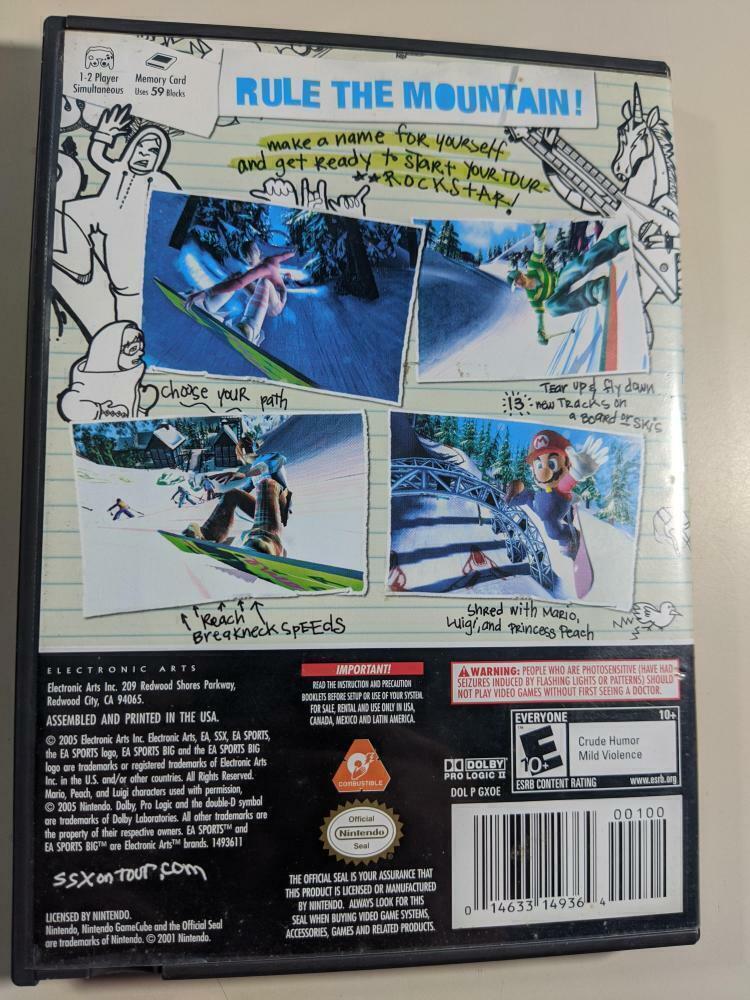 1-2 Player
Simultaneous
Memory Card
Uses 59 Blocks
RULE THE MOUNTAIN!
make a name for yourself
and get ready to start YOUR TOUR-
**ROCKSTAR!
choose your path
Tear up & fly down
13 new Tracks on
a Board or skis
Reach
Breakneck SpEEds
Shred with Mario,
Luigi, and Princess Peach
ELECTRONIC ARTS
Electronic Arts Inc. 209 Redwood Shores Parkway,
Redwood City, CA 94065.
ASSEMBLED AND PRINTED IN THE USA.
© 2005 Electronic Arts Inc. Electronic Arts, EA, SSX, EA SPORTS,
the EA SPORTS logo, EA SPORTS BIG and the EA SPORTS BIG
logo are trademarks or registered trademarks of Electronic Arts
Inc. in the U.S. and/or other countries. All Rights Reserved.
Mario, Peach, and Luigi characters used with permission,
© 2005 Nintendo. Dolby, Pro Logic and the double-D symbol
are trademarks of Dolby Laboratories. All other trademarks are
the property of their respective owners. EA SPORTS™ and
EA SPORTS BIG™ are Electronic Arts™ brands. 1493611
SSXonTour.com
LICENSED BY NINTENDO.
Nintendo, Nintendo GameCube and the Official Seal
are trademarks of Nintendo. © 2001 Nintendo.
IMPORTANT!
READ THE INSTRUCTION AND PRECAUTION
BOOKLETS BEFORE SETUP OR USE OF YOUR SYSTEM.
FOR SALE, RENTAL AND USE ONLY IN USA,
CANADA, MEXICO AND LATIN AMERICA.
COMBUSTIBLE
Official
Nintendo
Seal
THE OFFICIAL SEAL IS YOUR ASSURANCE THAT
THIS PRODUCT IS LICENSED OR MANUFACTURED
BY NINTENDO. ALWAYS LOOK FOR THIS
SEAL WHEN BUYING VIDEO GAME SYSTEMS,
ACCESSORIES, GAMES AND RELATED PRODUCTS.
WARNING: PEOPLE WHO ARE PHOTOSENSITIVE (HAVE HAD
SEIZURES INDUCED BY FLASHING LIGHTS OR PATTERNS) SHOULD
NOT PLAY VIDEO GAMES WITHOUT FIRST SEEING A DOCTOR.
DOLBY
PRO LOGIC II
DOL P GXOE
EVERYONE 10+
E 10+
Crude Humor
Mild Violence
ESRB CONTENT RATING www.esrb.org
00100
0 14633 14936 4